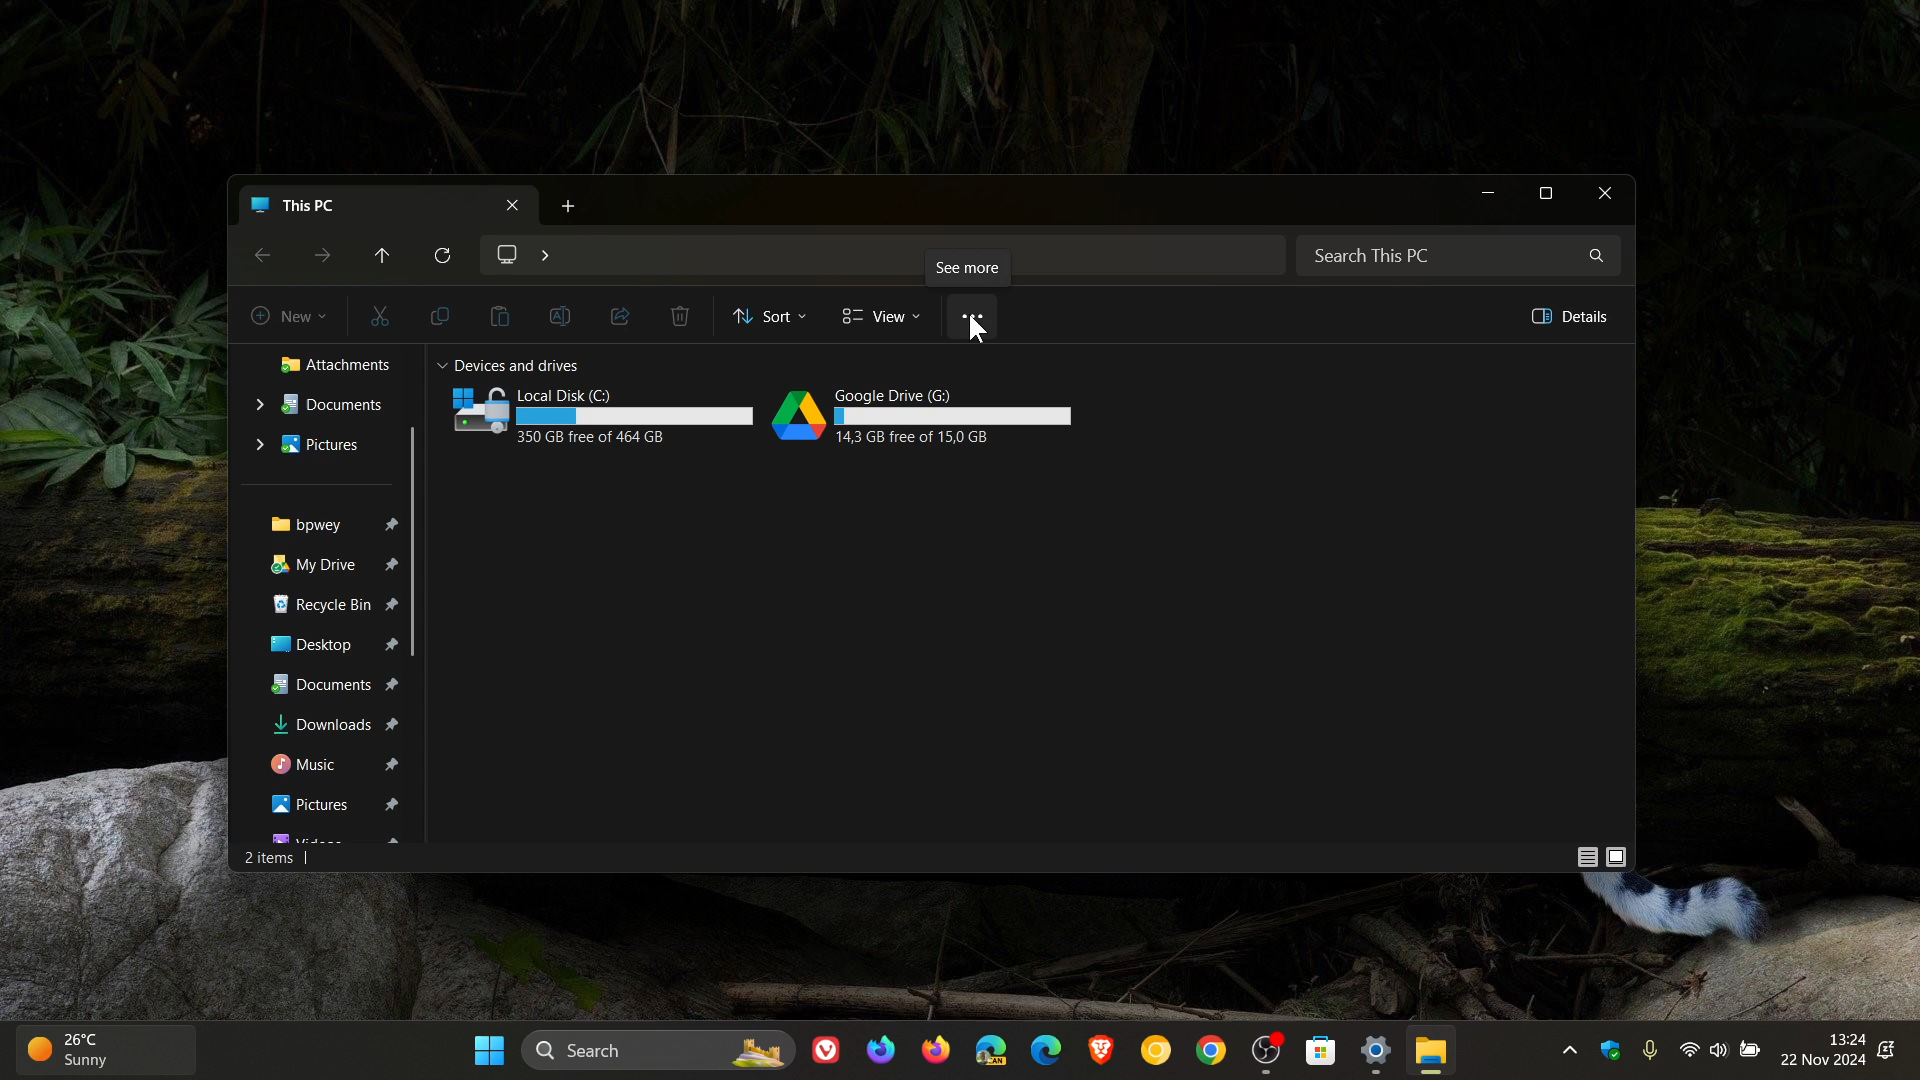 This PC
Search This PC
See more
New
Sort
View
Details
Attachments
Documents
Pictures
bpwey
My Drive
Recycle Bin
Desktop
Documents
Downloads
Music
Pictures
Videos
Devices and drives
Local Disk (C:)
350 GB free of 464 GB
Google Drive (G:)
14,3 GB free of 15,0 GB
2 items
26°C
Sunny
Search
CAN
13:24
22 Nov 2024